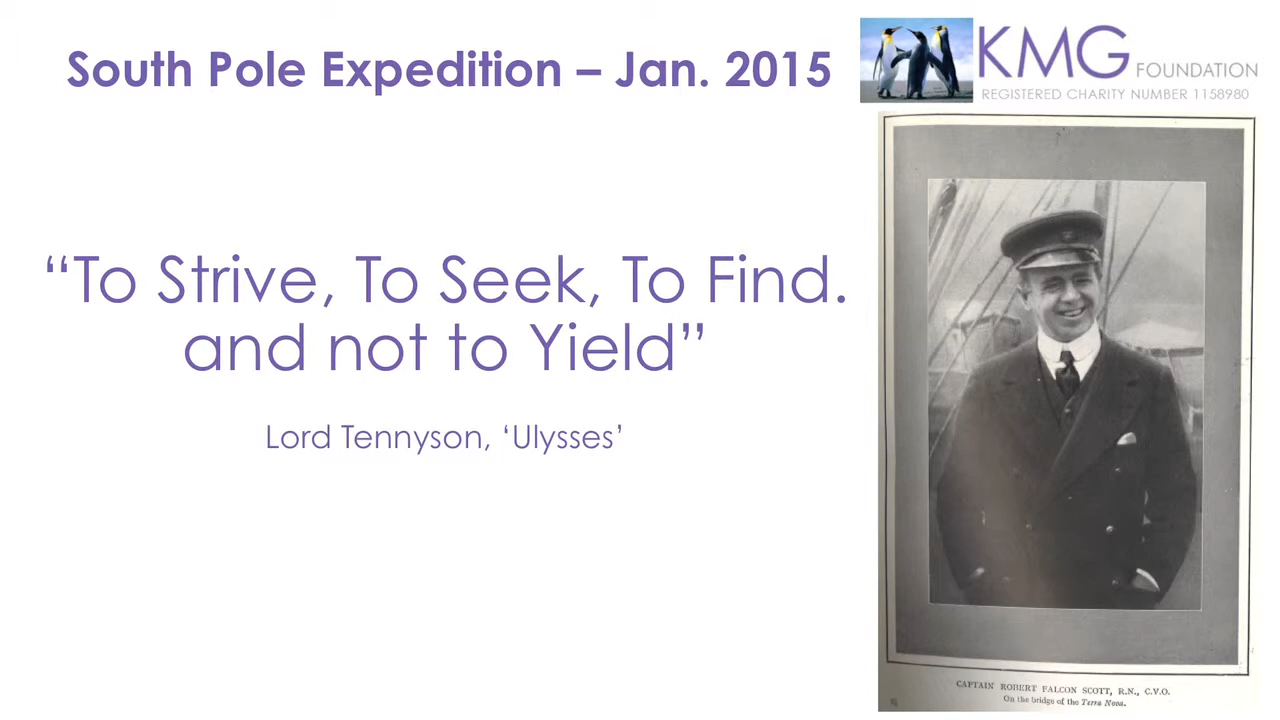 South Pole Expedition – Jan. 2015
KMG FOUNDATION
REGISTERED CHARITY NUMBER 1158980
“To Strive, To Seek, To Find.
and not to Yield”
Lord Tennyson, ‘Ulysses’
CAPTAIN ROBERT FALCON SCOTT, R.N., C.V.O.
On the bridge of the Terra Nova.